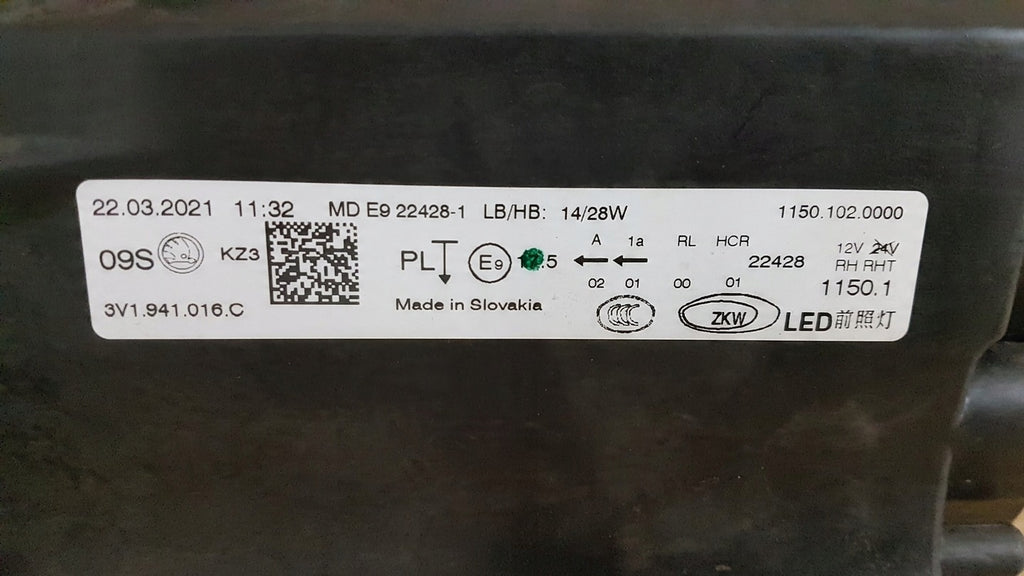 22.03.2021 11:32 MD E9 22428-1 LB/HB: 14/28W 1150.102.0000
09S KZ3 PL E9 .5 A 1a RL HCR 22428 12V 24V
02 01 00 01 RH RHT
3V1.941.016.C Made in Slovakia CCC ZKW LED前照灯 1150.1